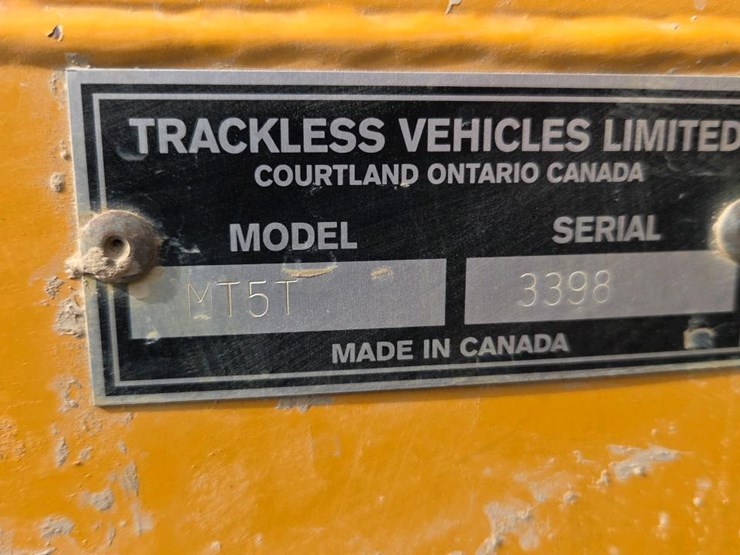 TRACKLESS VEHICLES LIMITED
COURTLAND ONTARIO CANADA
MODEL SERIAL
MT5T 3398
MADE IN CANADA